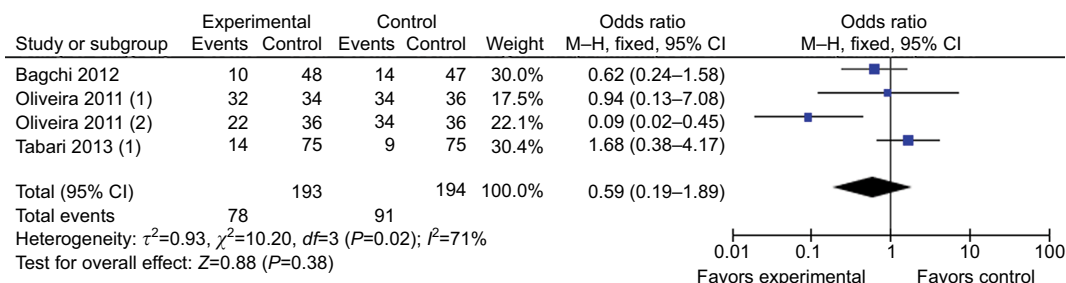 Experimental Control Odds ratio Odds ratio
Study or subgroup Events Control Events Control Weight M–H, fixed, 95% CI M–H, fixed, 95% CI
Bagchi 2012 10 48 14 47 30.0% 0.62 (0.24–1.58)
Oliveira 2011 (1) 32 34 34 36 17.5% 0.94 (0.13–7.08)
Oliveira 2011 (2) 22 36 34 36 22.1% 0.09 (0.02–0.45)
Tabari 2013 (1) 14 75 9 75 30.4% 1.68 (0.38–4.17)
Total (95% CI) 193 194 100.0% 0.59 (0.19–1.89)
Total events 78 91
Heterogeneity: τ²=0.93, χ²=10.20, df=3 (P=0.02); I²=71%
Test for overall effect: Z=0.88 (P=0.38)
0.01 0.1 1 10 100
Favors experimental Favors control